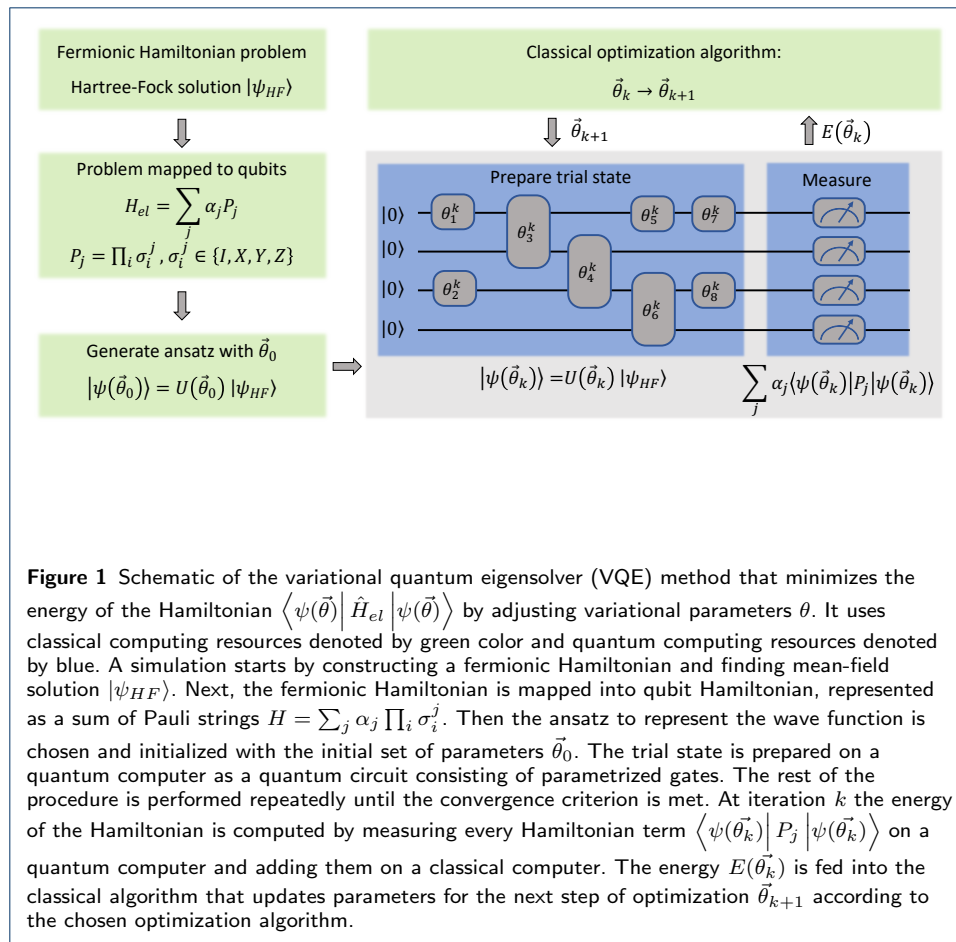 Fermionic Hamiltonian problem
Hartree-Fock solution |ψ_HF⟩
Problem mapped to qubits
H_el = ∑_j α_j P_j
P_j = ∏_i σ_i^j , σ_i^j ∈ {I, X, Y, Z}
Generate ansatz with θ⃗_0
|ψ(θ⃗_0)⟩ = U(θ⃗_0) |ψ_HF⟩
Classical optimization algorithm:
θ⃗_k → θ⃗_{k+1}
θ⃗_{k+1}
E(θ⃗_k)
Prepare trial state
Measure
|0⟩ θ_1^k θ_3^k θ_5^k θ_7^k
|0⟩ θ_4^k
|0⟩ θ_2^k θ_6^k θ_8^k
|0⟩
|ψ(θ⃗_k)⟩ =U(θ⃗_k) |ψ_HF⟩
∑_j α_j⟨ψ(θ⃗_k)|P_j|ψ(θ⃗_k)⟩
Figure 1 Schematic of the variational quantum eigensolver (VQE) method that minimizes the
energy of the Hamiltonian ⟨ψ(θ⃗)| Ĥ_el |ψ(θ⃗)⟩ by adjusting variational parameters θ. It uses
classical computing resources denoted by green color and quantum computing resources denoted
by blue. A simulation starts by constructing a fermionic Hamiltonian and finding mean-field
solution |ψ_HF⟩. Next, the fermionic Hamiltonian is mapped into qubit Hamiltonian, represented
as a sum of Pauli strings H = ∑_j α_j ∏_i σ_i^j. Then the ansatz to represent the wave function is
chosen and initialized with the initial set of parameters θ⃗_0. The trial state is prepared on a
quantum computer as a quantum circuit consisting of parametrized gates. The rest of the
procedure is performed repeatedly until the convergence criterion is met. At iteration k the energy
of the Hamiltonian is computed by measuring every Hamiltonian term ⟨ψ(θ⃗_k)| P_j |ψ(θ⃗_k)⟩ on a
quantum computer and adding them on a classical computer. The energy E(θ⃗_k) is fed into the
classical algorithm that updates parameters for the next step of optimization θ⃗_{k+1} according to
the chosen optimization algorithm.